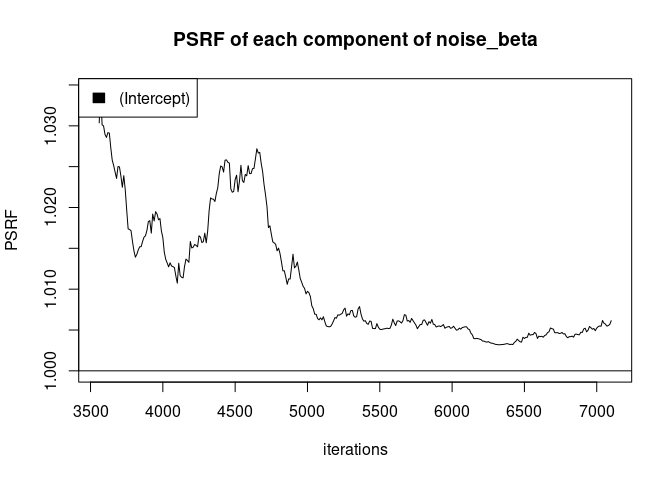 PSRF of each component of noise_beta
(Intercept)
PSRF
1.030
1.020
1.010
1.000
3500 4000 4500 5000 5500 6000 6500 7000
iterations